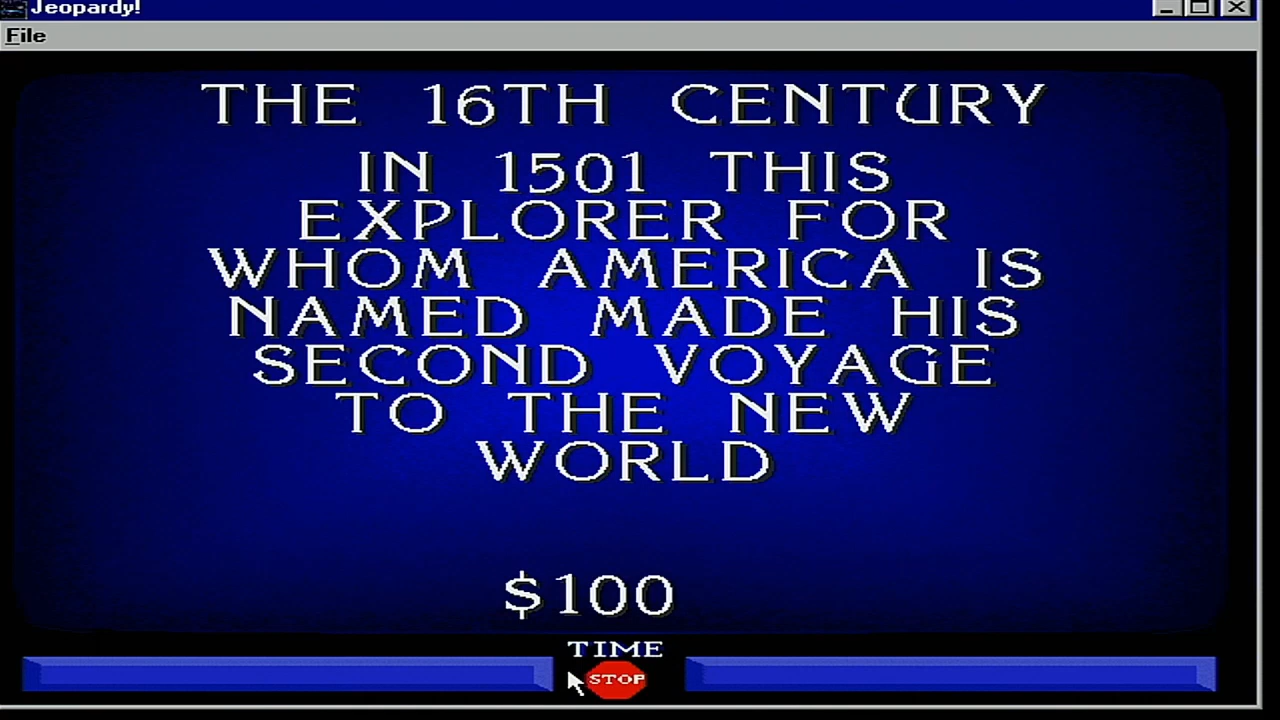 Jeopardy!
File
THE 16TH CENTURY
IN 1501 THIS
EXPLORER FOR
WHOM AMERICA IS
NAMED MADE HIS
SECOND VOYAGE
TO THE NEW
WORLD
$100
TIME
STOP